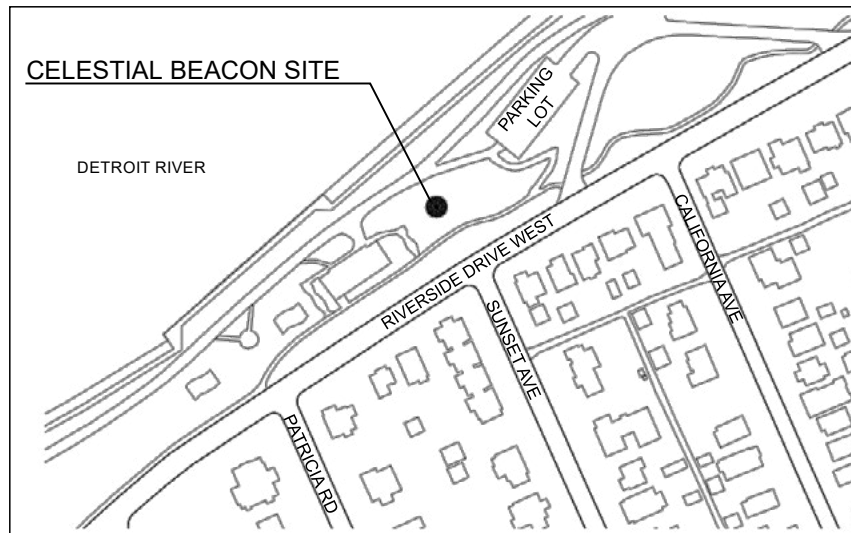 CELESTIAL BEACON SITE
PARKING
LOT
DETROIT RIVER
RIVERSIDE DRIVE WEST
CALIFORNIA AVE
SUNSET AVE
PATRICIA RD